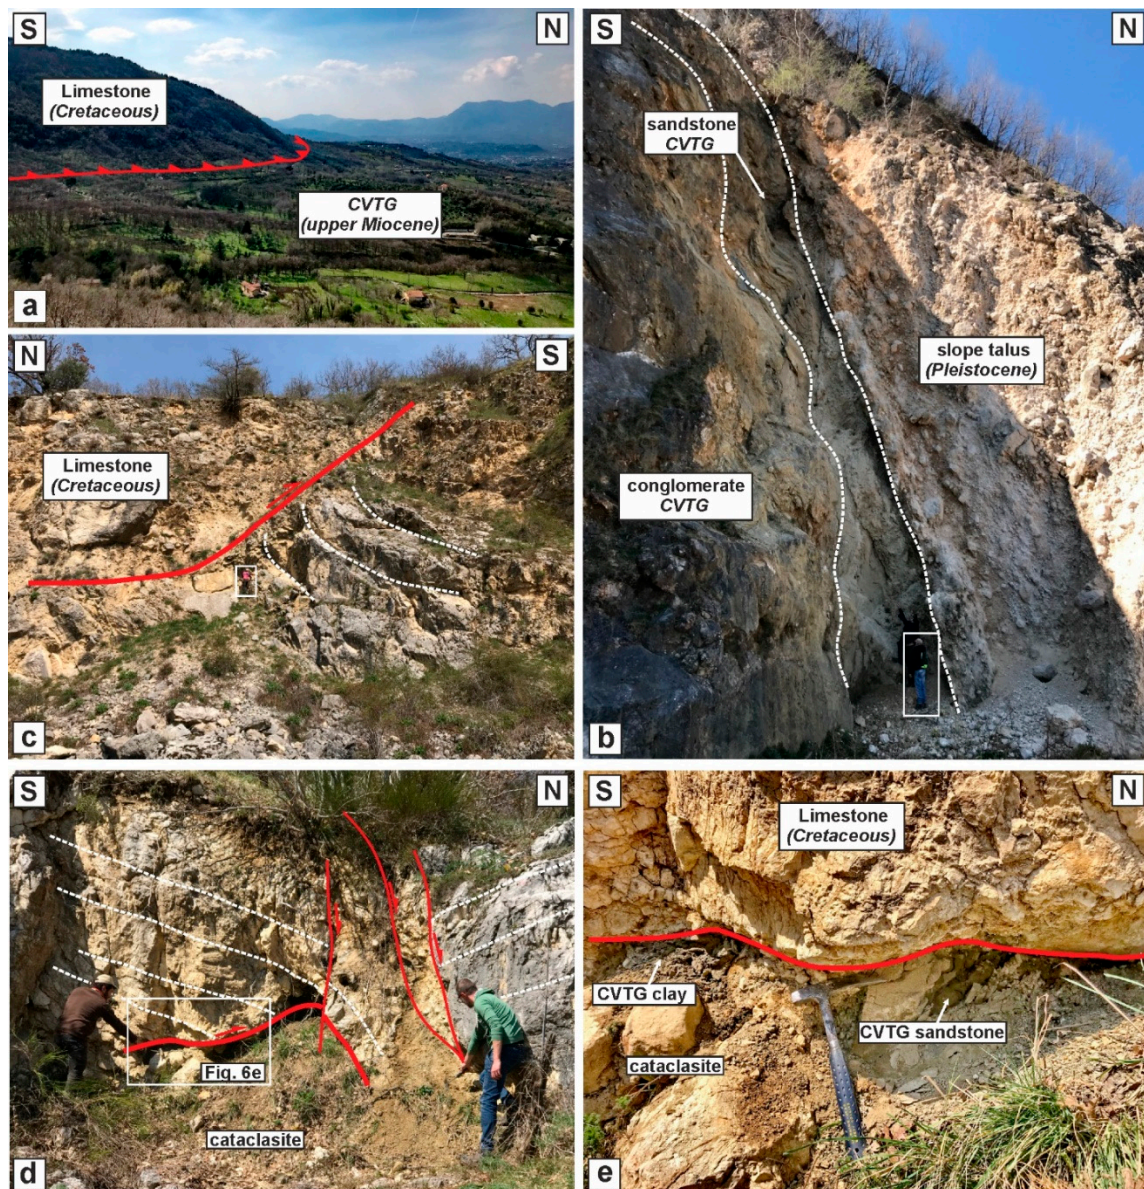 S
N
Limestone
(Cretaceous)
CVTG
(upper Miocene)
a
S
N
sandstone
CVTG
slope talus
(Pleistocene)
conglomerate
CVTG
b
N
S
Limestone
(Cretaceous)
c
S
N
Fig. 6e
cataclasite
d
S
N
Limestone
(Cretaceous)
CVTG clay
CVTG sandstone
cataclasite
e